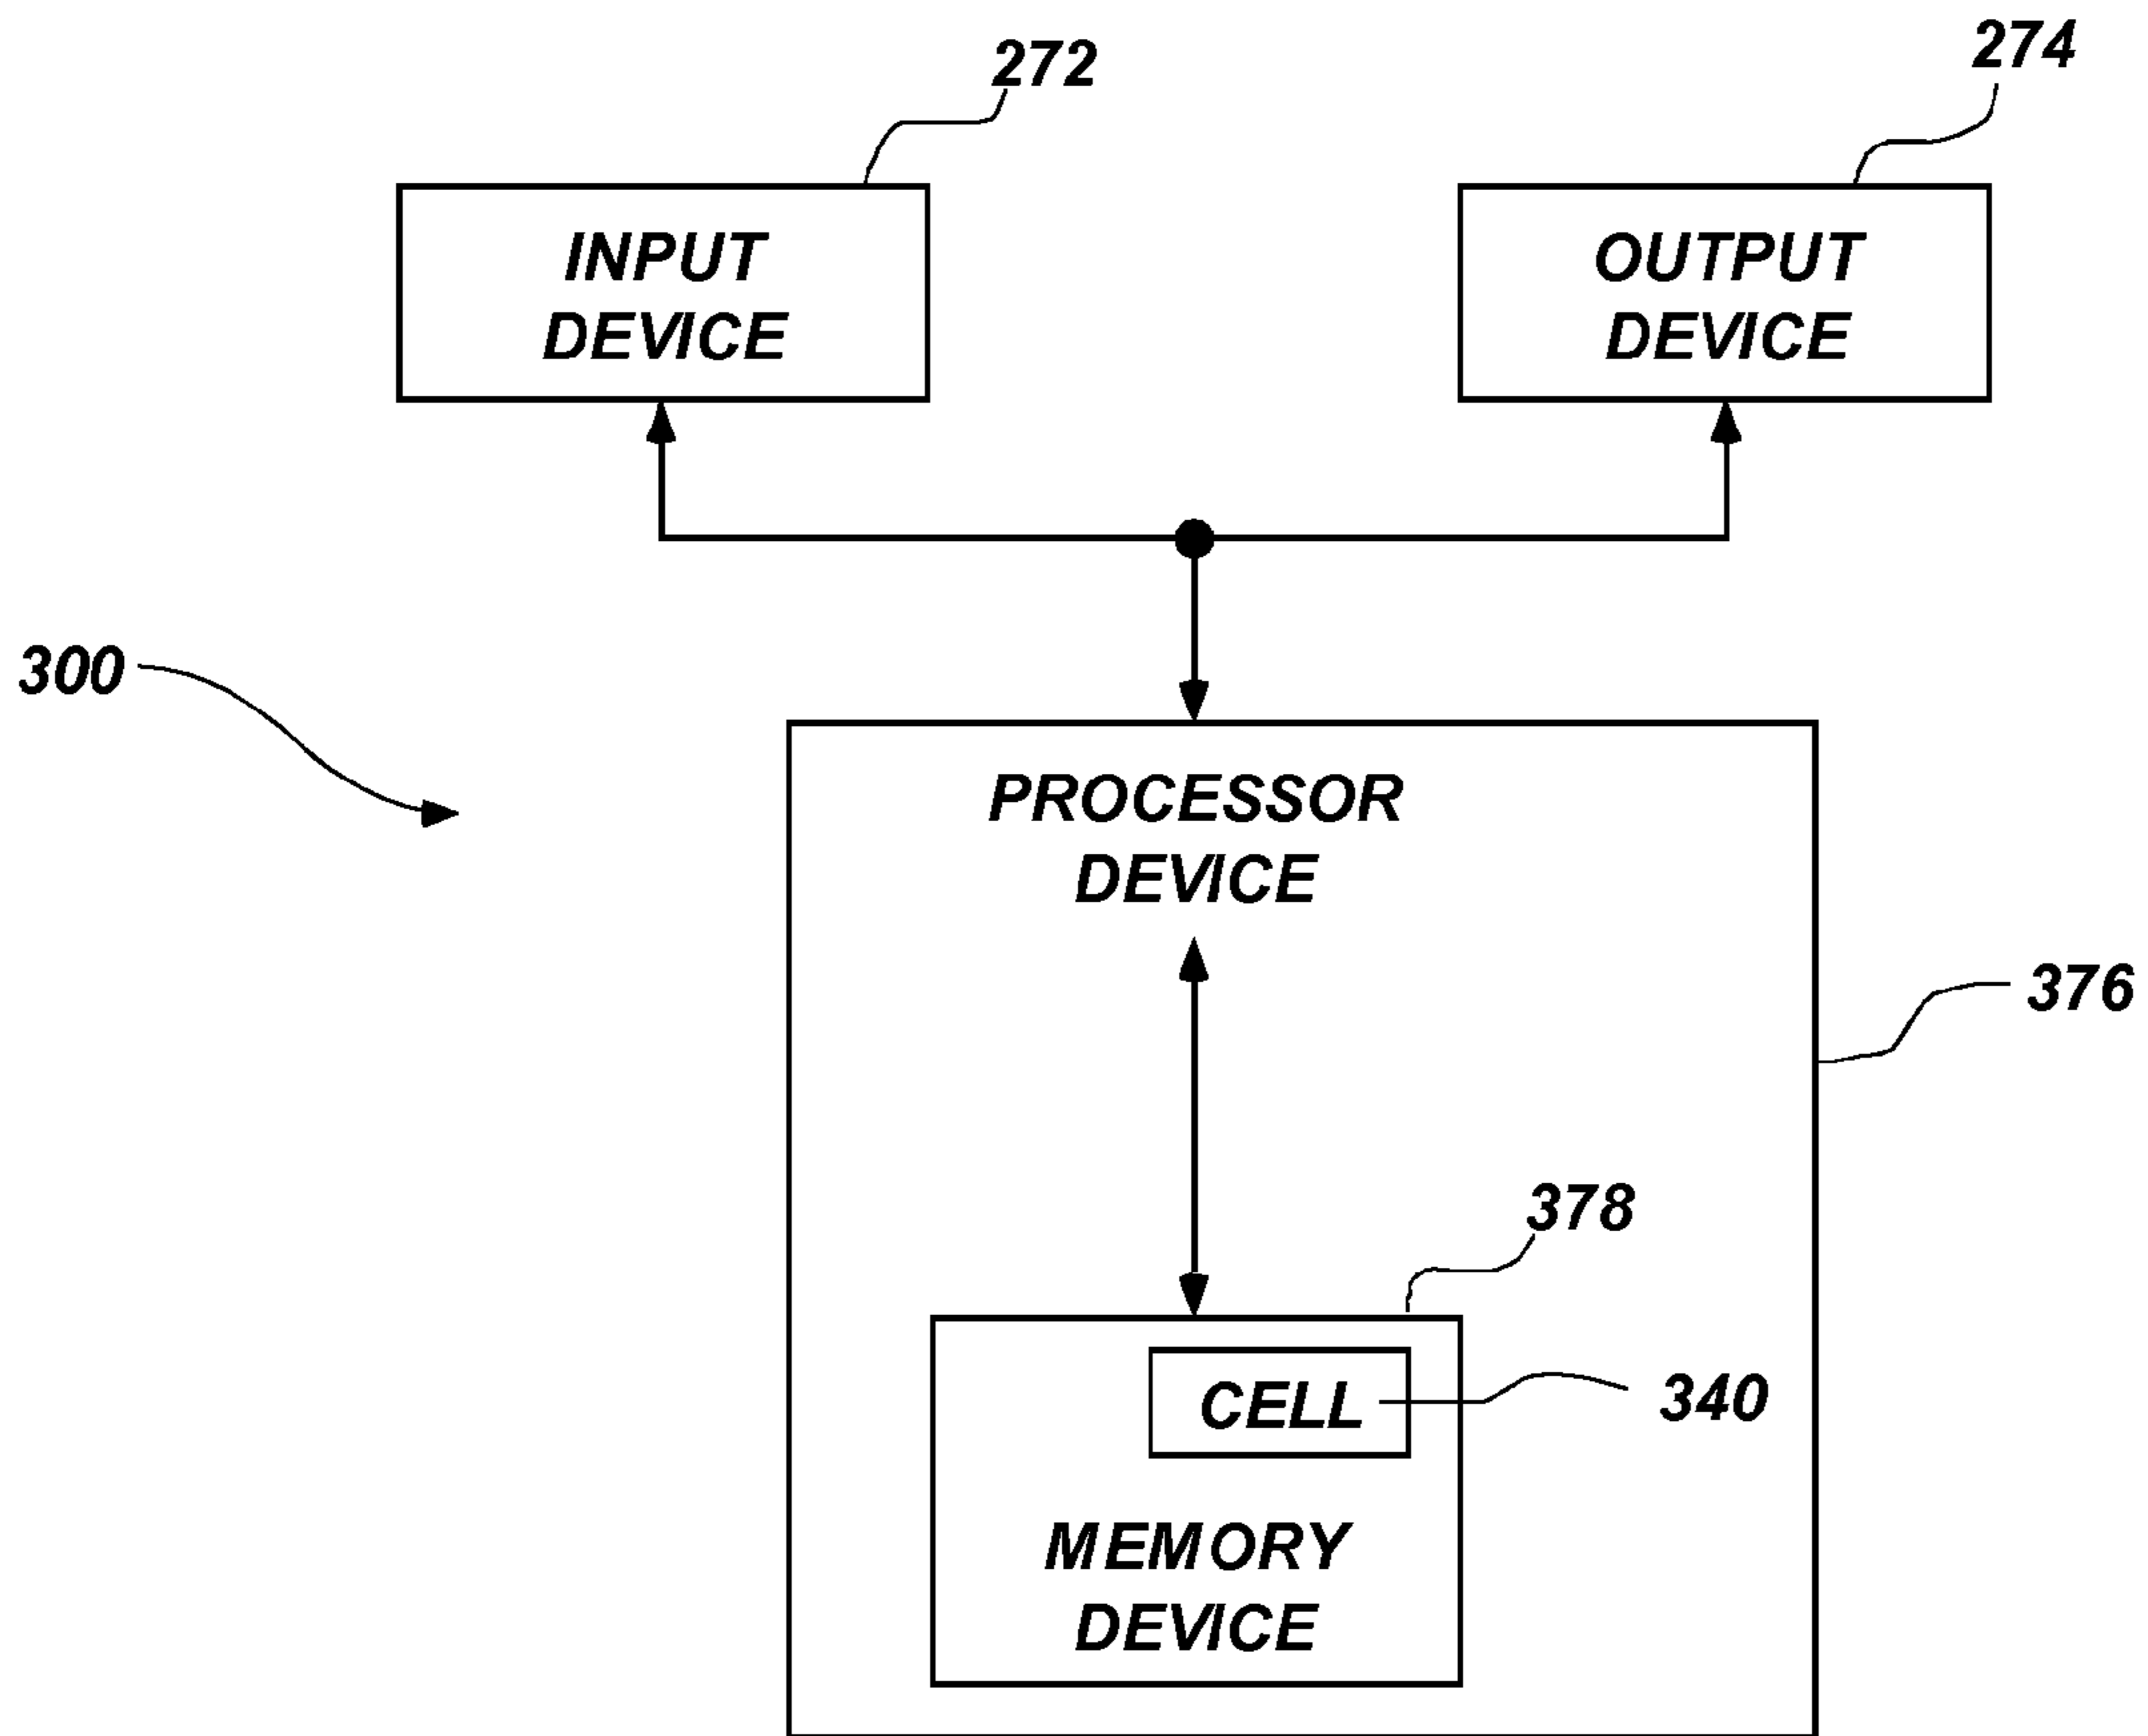 272
274
INPUT
DEVICE
OUTPUT
DEVICE
300
PROCESSOR
DEVICE
376
378
CELL
340
MEMORY
DEVICE